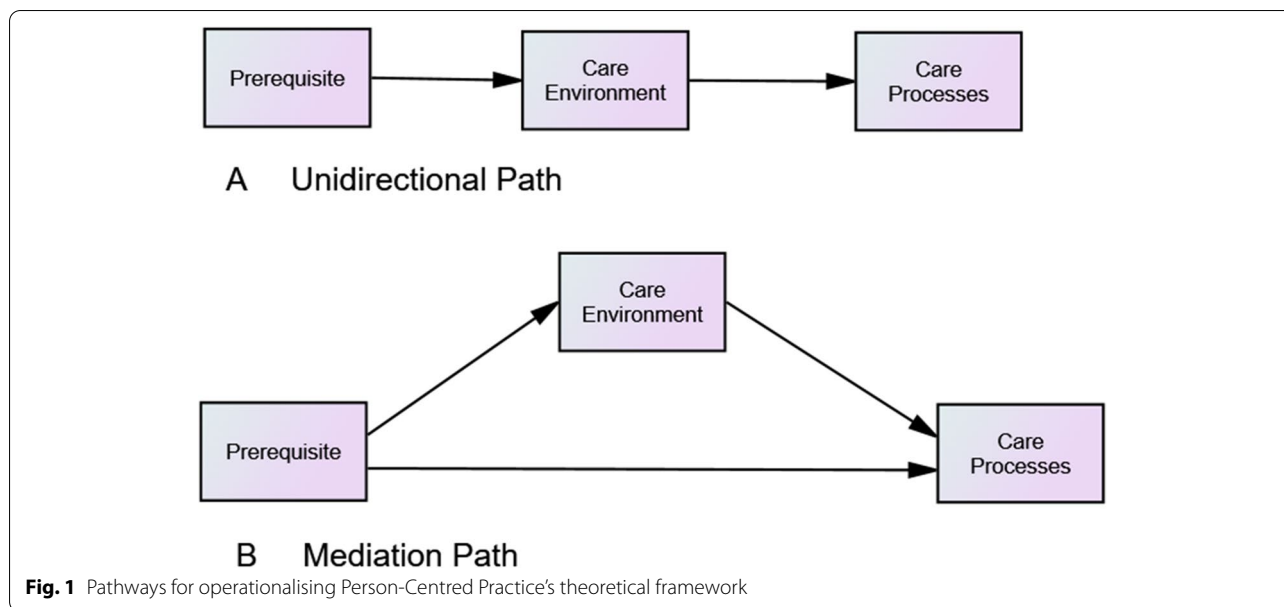 Prerequisite
Care
Environment
Care
Processes
A Unidirectional Path
Care
Environment
Prerequisite
Care
Processes
B Mediation Path
Fig. 1 Pathways for operationalising Person-Centred Practice’s theoretical framework